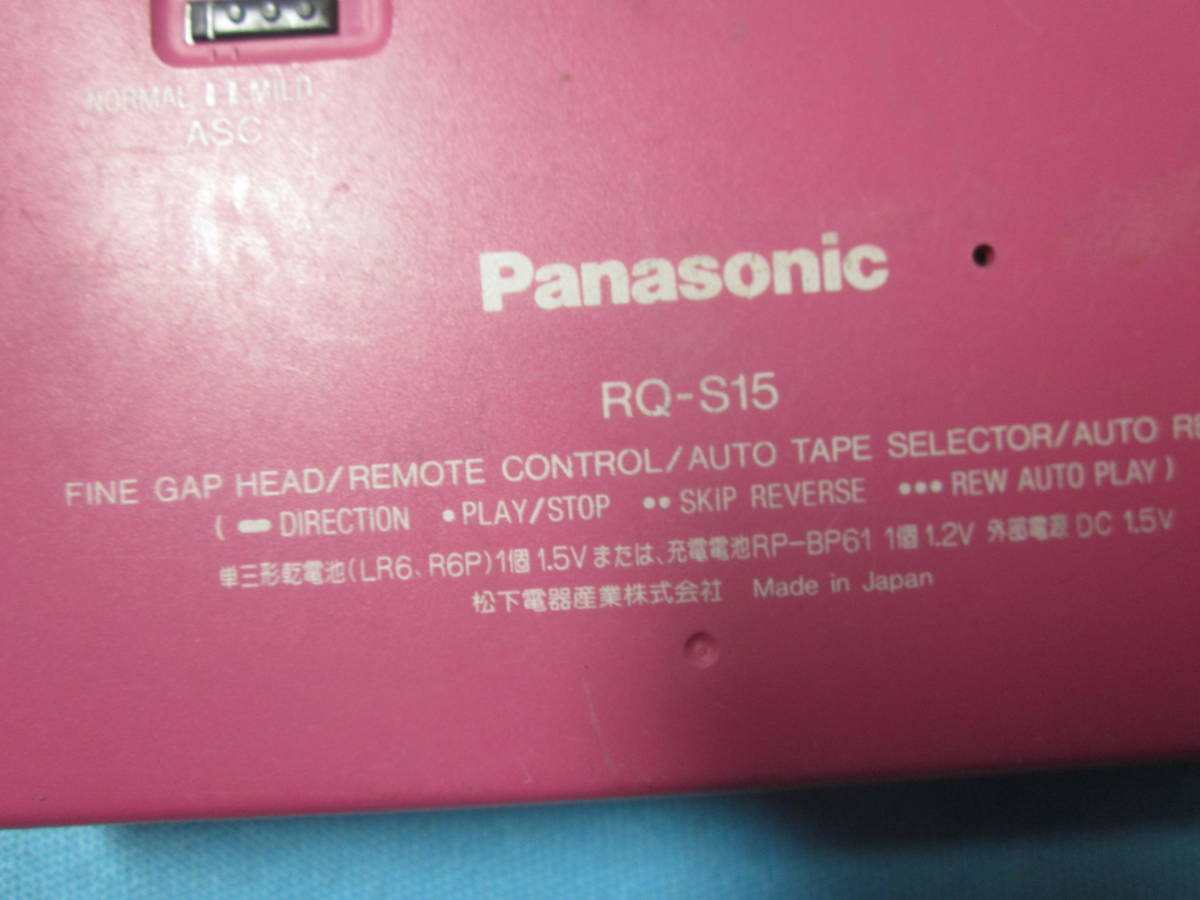 NORMAL MILD
ASC
Panasonic
RQ-S15
FINE GAP HEAD/REMOTE CONTROL/AUTO TAPE SELECTOR/AUTO RE
( DIRECTION •PLAY/STOP ••SKIP REVERSE •••REW AUTO PLAY)
単三形乾電池(LR6、R6P)1個 1.5Vまたは、充電電池RP-BP61 1個 1.2V 外部電源 DC 1.5V
松下電器産業株式会社 Made in Japan